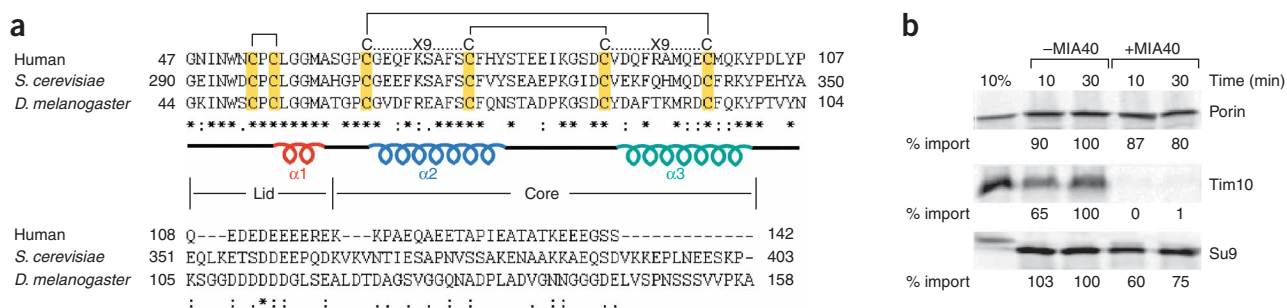 a
C........X9......C C........X9......C
Human 47 GNINWNCPCLGGMASGPCGEQFKSAFSCFHYSTEEIKGSDCVDQFRAMQECMQKYPDLYP 107
S. cerevisiae 290 GEINWDCPCLGGMAHGPCGEEFKSAFSCFVYSEAEPKGIDCVEKFQHMQDCFRKYPEHYA 350
D. melanogaster 44 GKINWSCPCLGGMATGPCGVDFREAFSCFQNSTADPKGSDCYDAFTKMRDCFQKYPTVYN 104
α1 α2 α3
Lid Core
Human 108 Q---EDEDEEEEREK---KPAEQAEETAPIEATATKEEEGSS------------- 142
S. cerevisiae 351 EQLKETSDDEEPQDKVKVNTIESAPNVSSAKENAAKKAEQSDVKKEPLNEESKP- 403
D. melanogaster 105 KSGGDDDDDDDGLSEALDTDAGSVGGQNADPLADVGNNGGGDELVSPNSSSVVPKA 158
b
–MIA40 +MIA40
10% 10 30 10 30 Time (min)
Porin
% import 90 100 87 80
Tim10
% import 65 100 0 1
Su9
% import 103 100 60 75